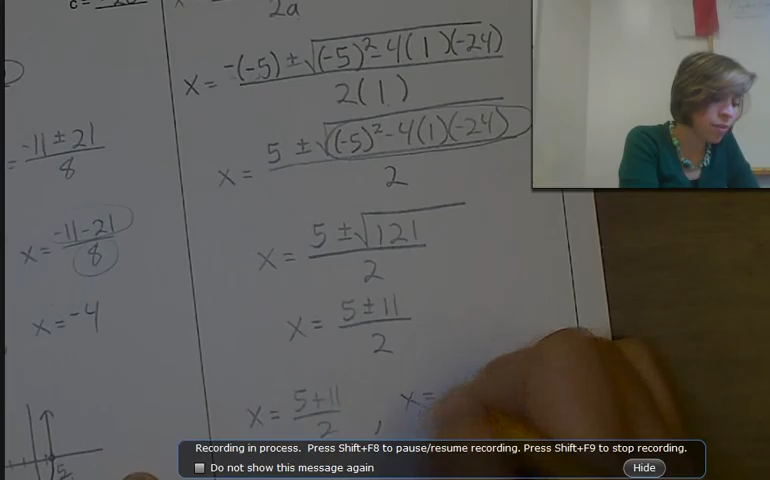 2a
x = -(-5) ± √(-5)² - 4(1)(-24)
2(1)
x = 5 ± √(-5)² - 4(1)(-24)
2
x = 5 ± √121
2
x = 5 ± 11
2
x = 5+11
2
,
x =
= -11 ± 21
8
x = -11-21
8
x = -4
Recording in process. Press Shift+F8 to pause/resume recording. Press Shift+F9 to stop recording.
Do not show this message again
Hide